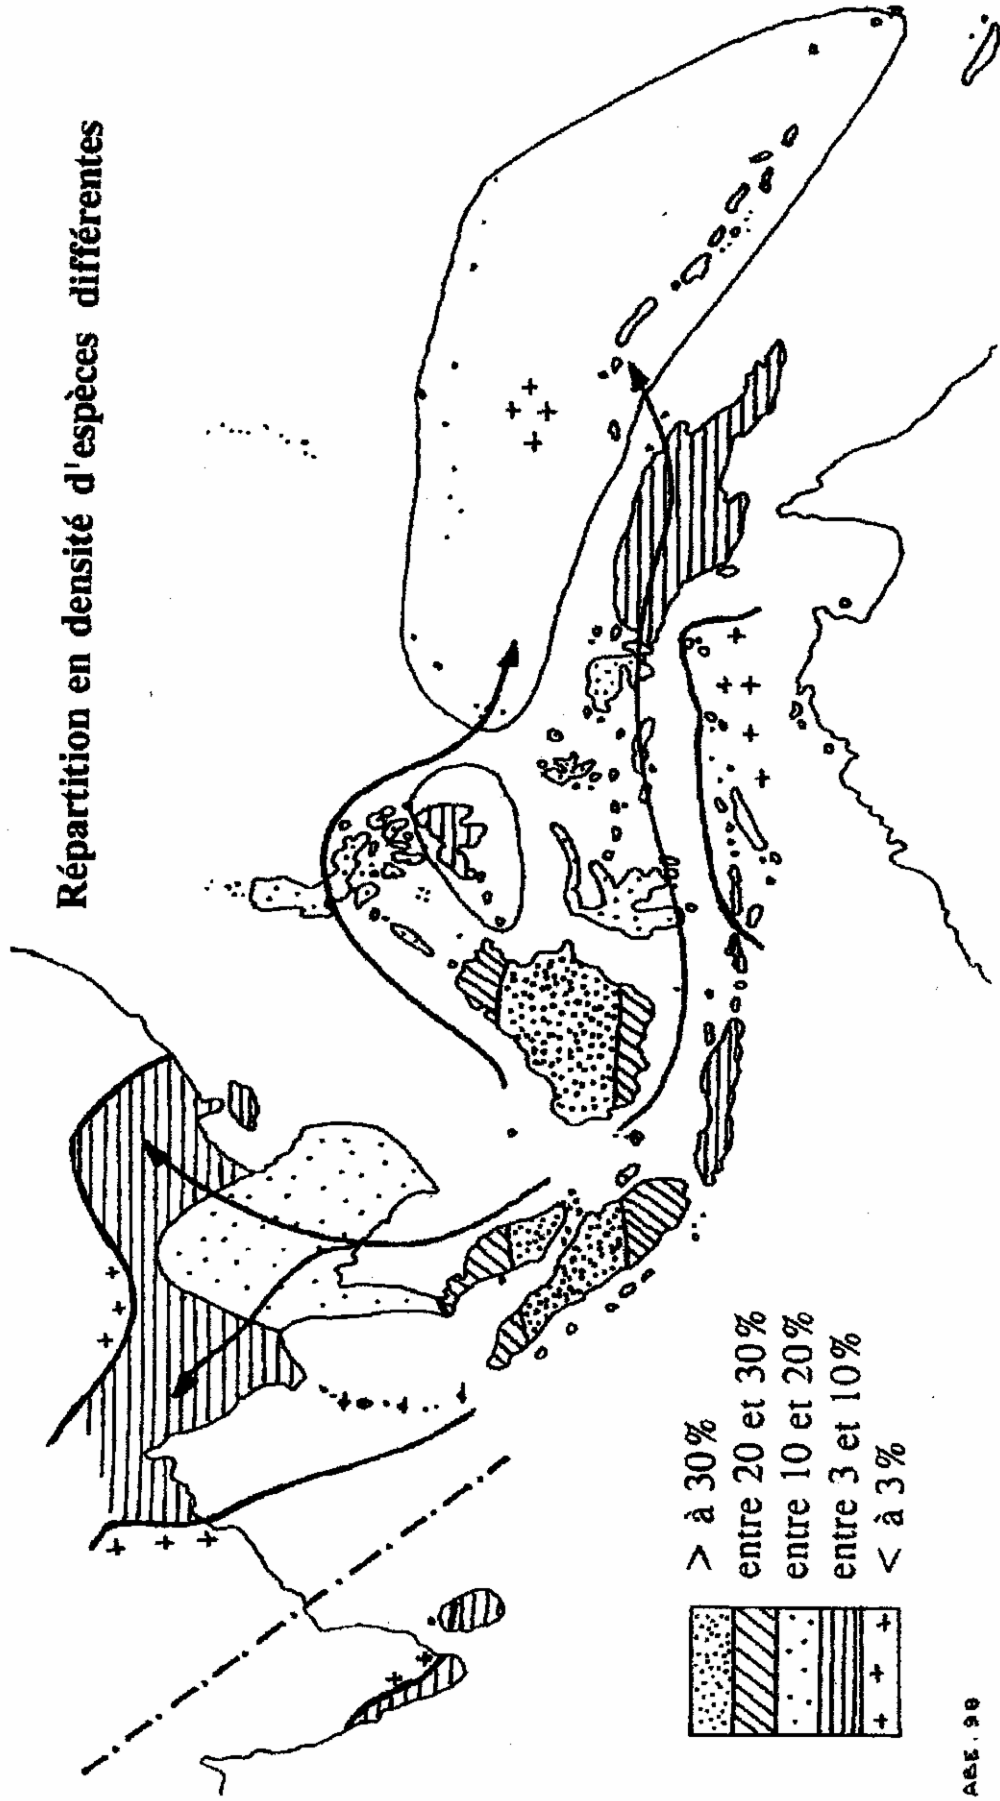 Répartition en densité d'espèces différentes
> à 30%
entre 20 et 30%
entre 10 et 20%
entre 3 et 10%
< à 3%
ABE.98